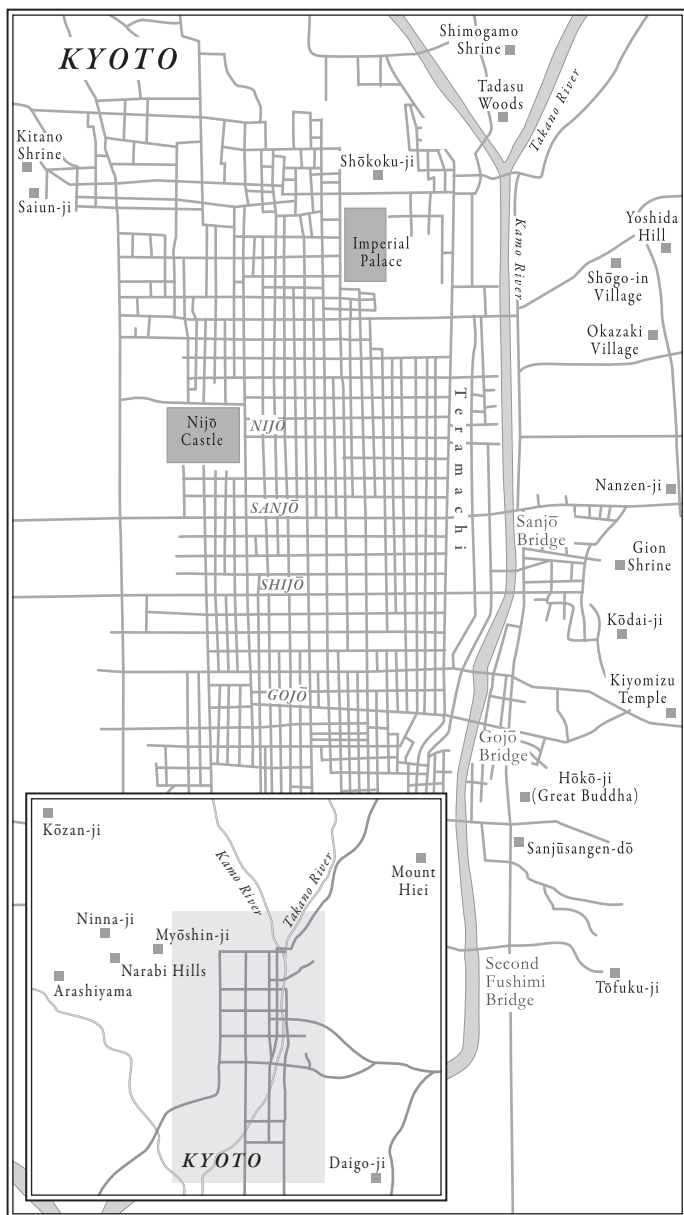 KYOTO
Shimogamo
Shrine
Tadasu
Woods
Takano River
Kitano
Shrine
Saiun-ji
Shōkoku-ji
Imperial
Palace
Kamo River
Yoshida
Hill
Shōgo-in
Village
Okazaki
Village
Teramachi
Nijō
Castle
NIJŌ
Nanzen-ji
SANJŌ
Sanjō
Bridge
Gion
Shrine
SHIJŌ
Kōdai-ji
Kiyomizu
Temple
GOJŌ
Gojō
Bridge
Hōkō-ji
(Great Buddha)
Sanjūsangen-dō
Second
Fushimi
Bridge
Tōfuku-ji
Kōzan-ji
Kamo River
Takano River
Mount
Hiei
Ninna-ji
Myōshin-ji
Narabi Hills
Arashiyama
KYOTO
Daigo-ji